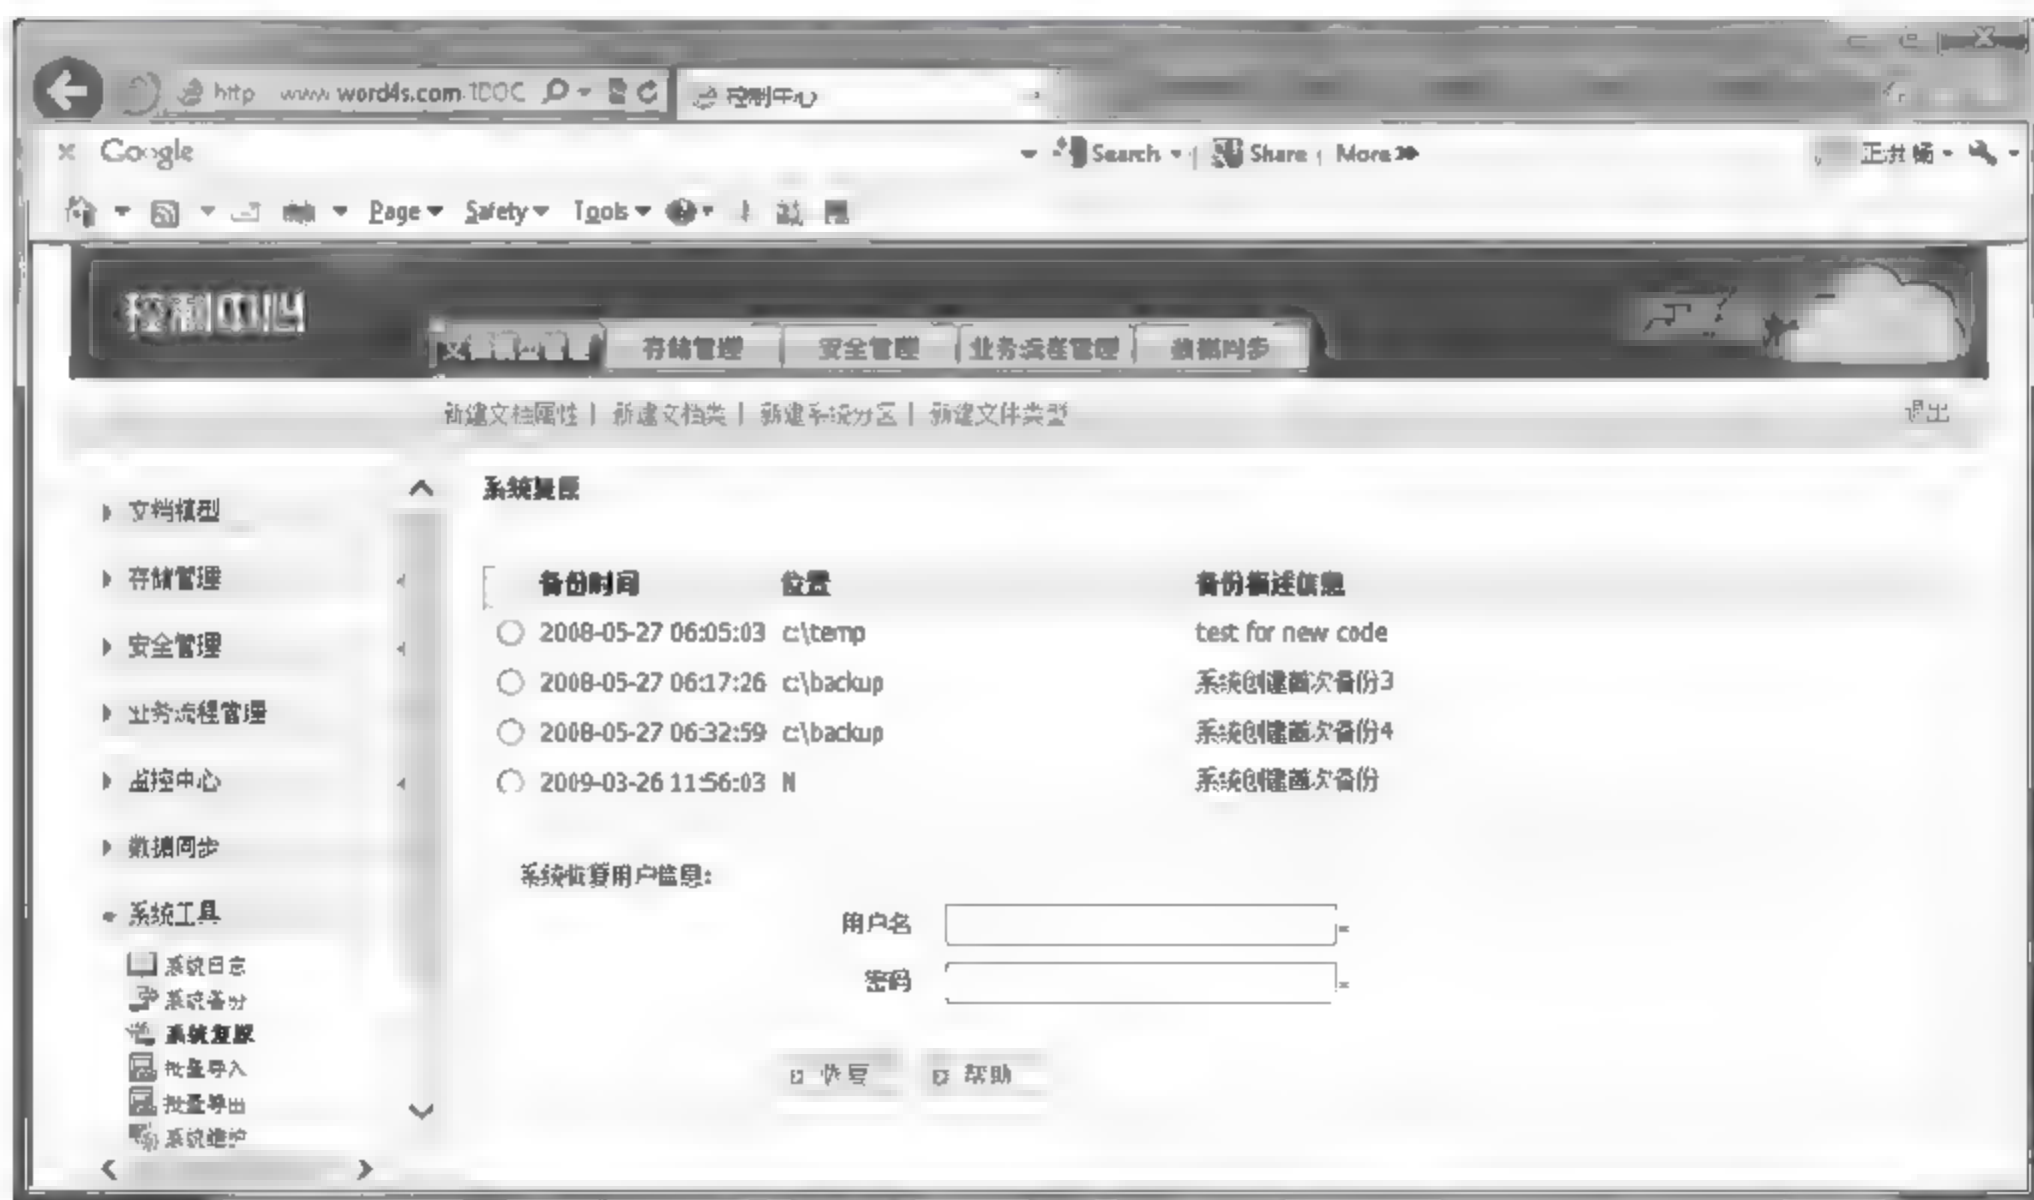 http www.word4s.com 控制中心
Google Search Share More
Page Safety Tools
控制中心
存储管理 安全管理 业务流程管理 数据同步
新建文档属性 | 新建文档类 | 新建系统分区 | 新建文件类型 退出
文档模型
存储管理
安全管理
业务流程管理
监控中心
数据同步
系统工具
系统日志
系统备份
系统复原
批量导入
批量导出
系统维护
系统复原
备份时间 位置 备份描述信息
2008-05-27 06:05:03 c:\temp test for new code
2008-05-27 06:17:26 c:\backup 系统创建首次备份3
2008-05-27 06:32:59 c:\backup 系统创建首次备份4
2009-03-26 11:56:03 N 系统创建首次备份
系统恢复用户信息:
用户名
密码
恢复 帮助